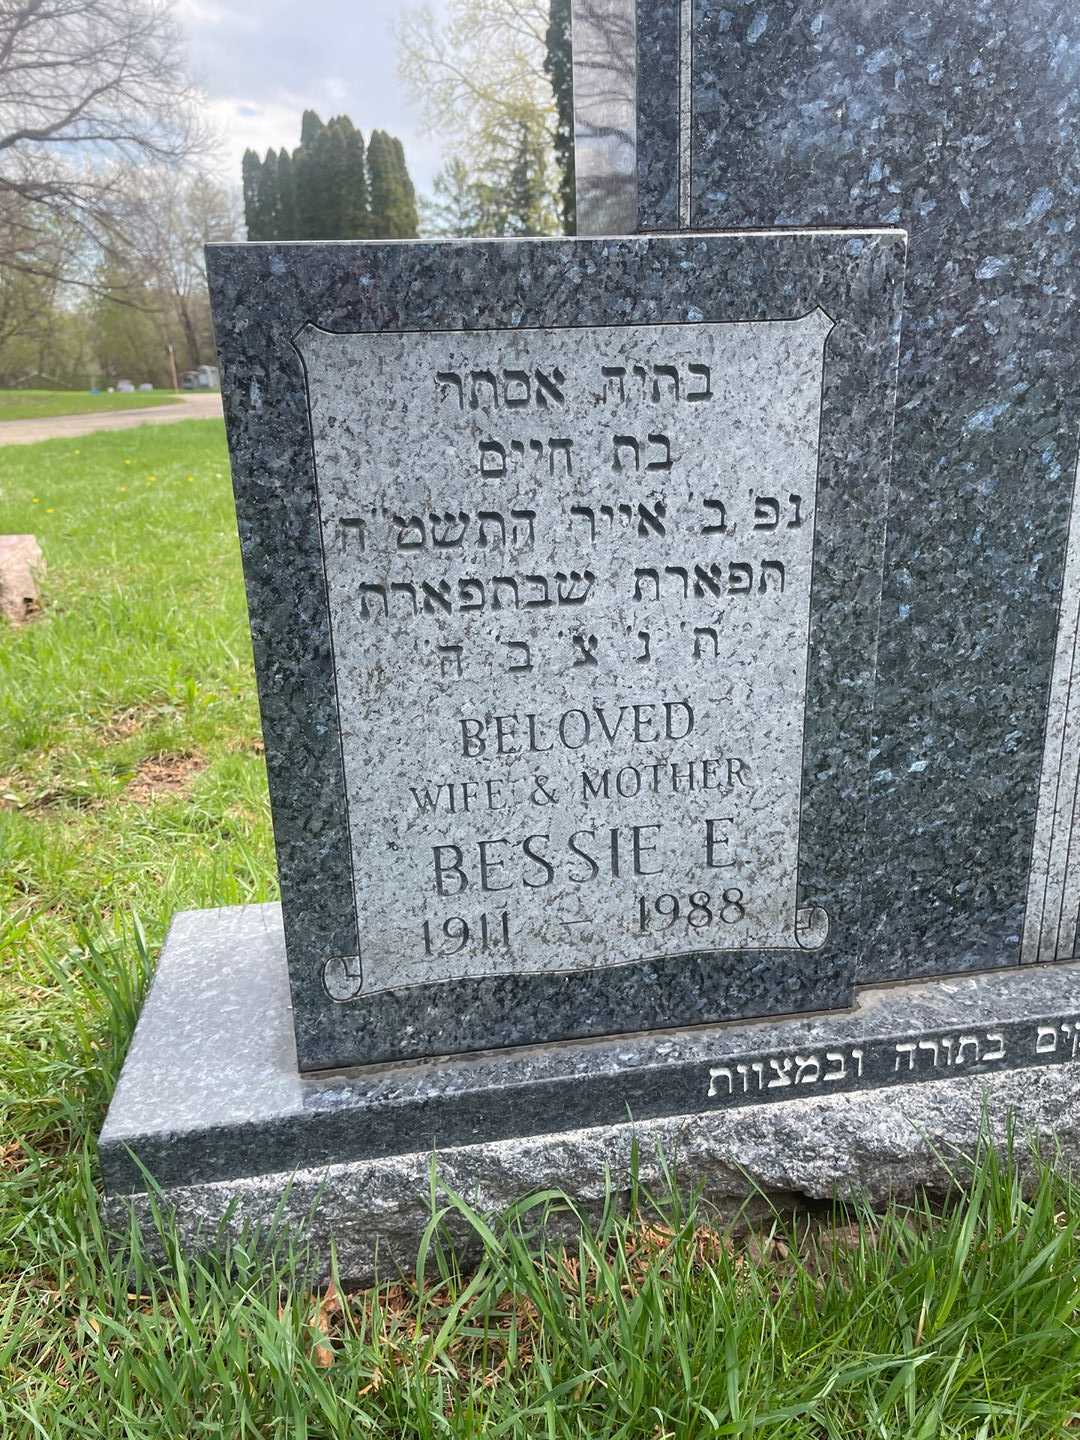 בתיה אסתר
בת חיים
נפ' ב' אייר התשמ"ה
תפארת שבתפארת
ת' נ' צ' ב' ה'
BELOVED
WIFE & MOTHER
BESSIE E.
1911 – 1988
בתורה ובמצוות